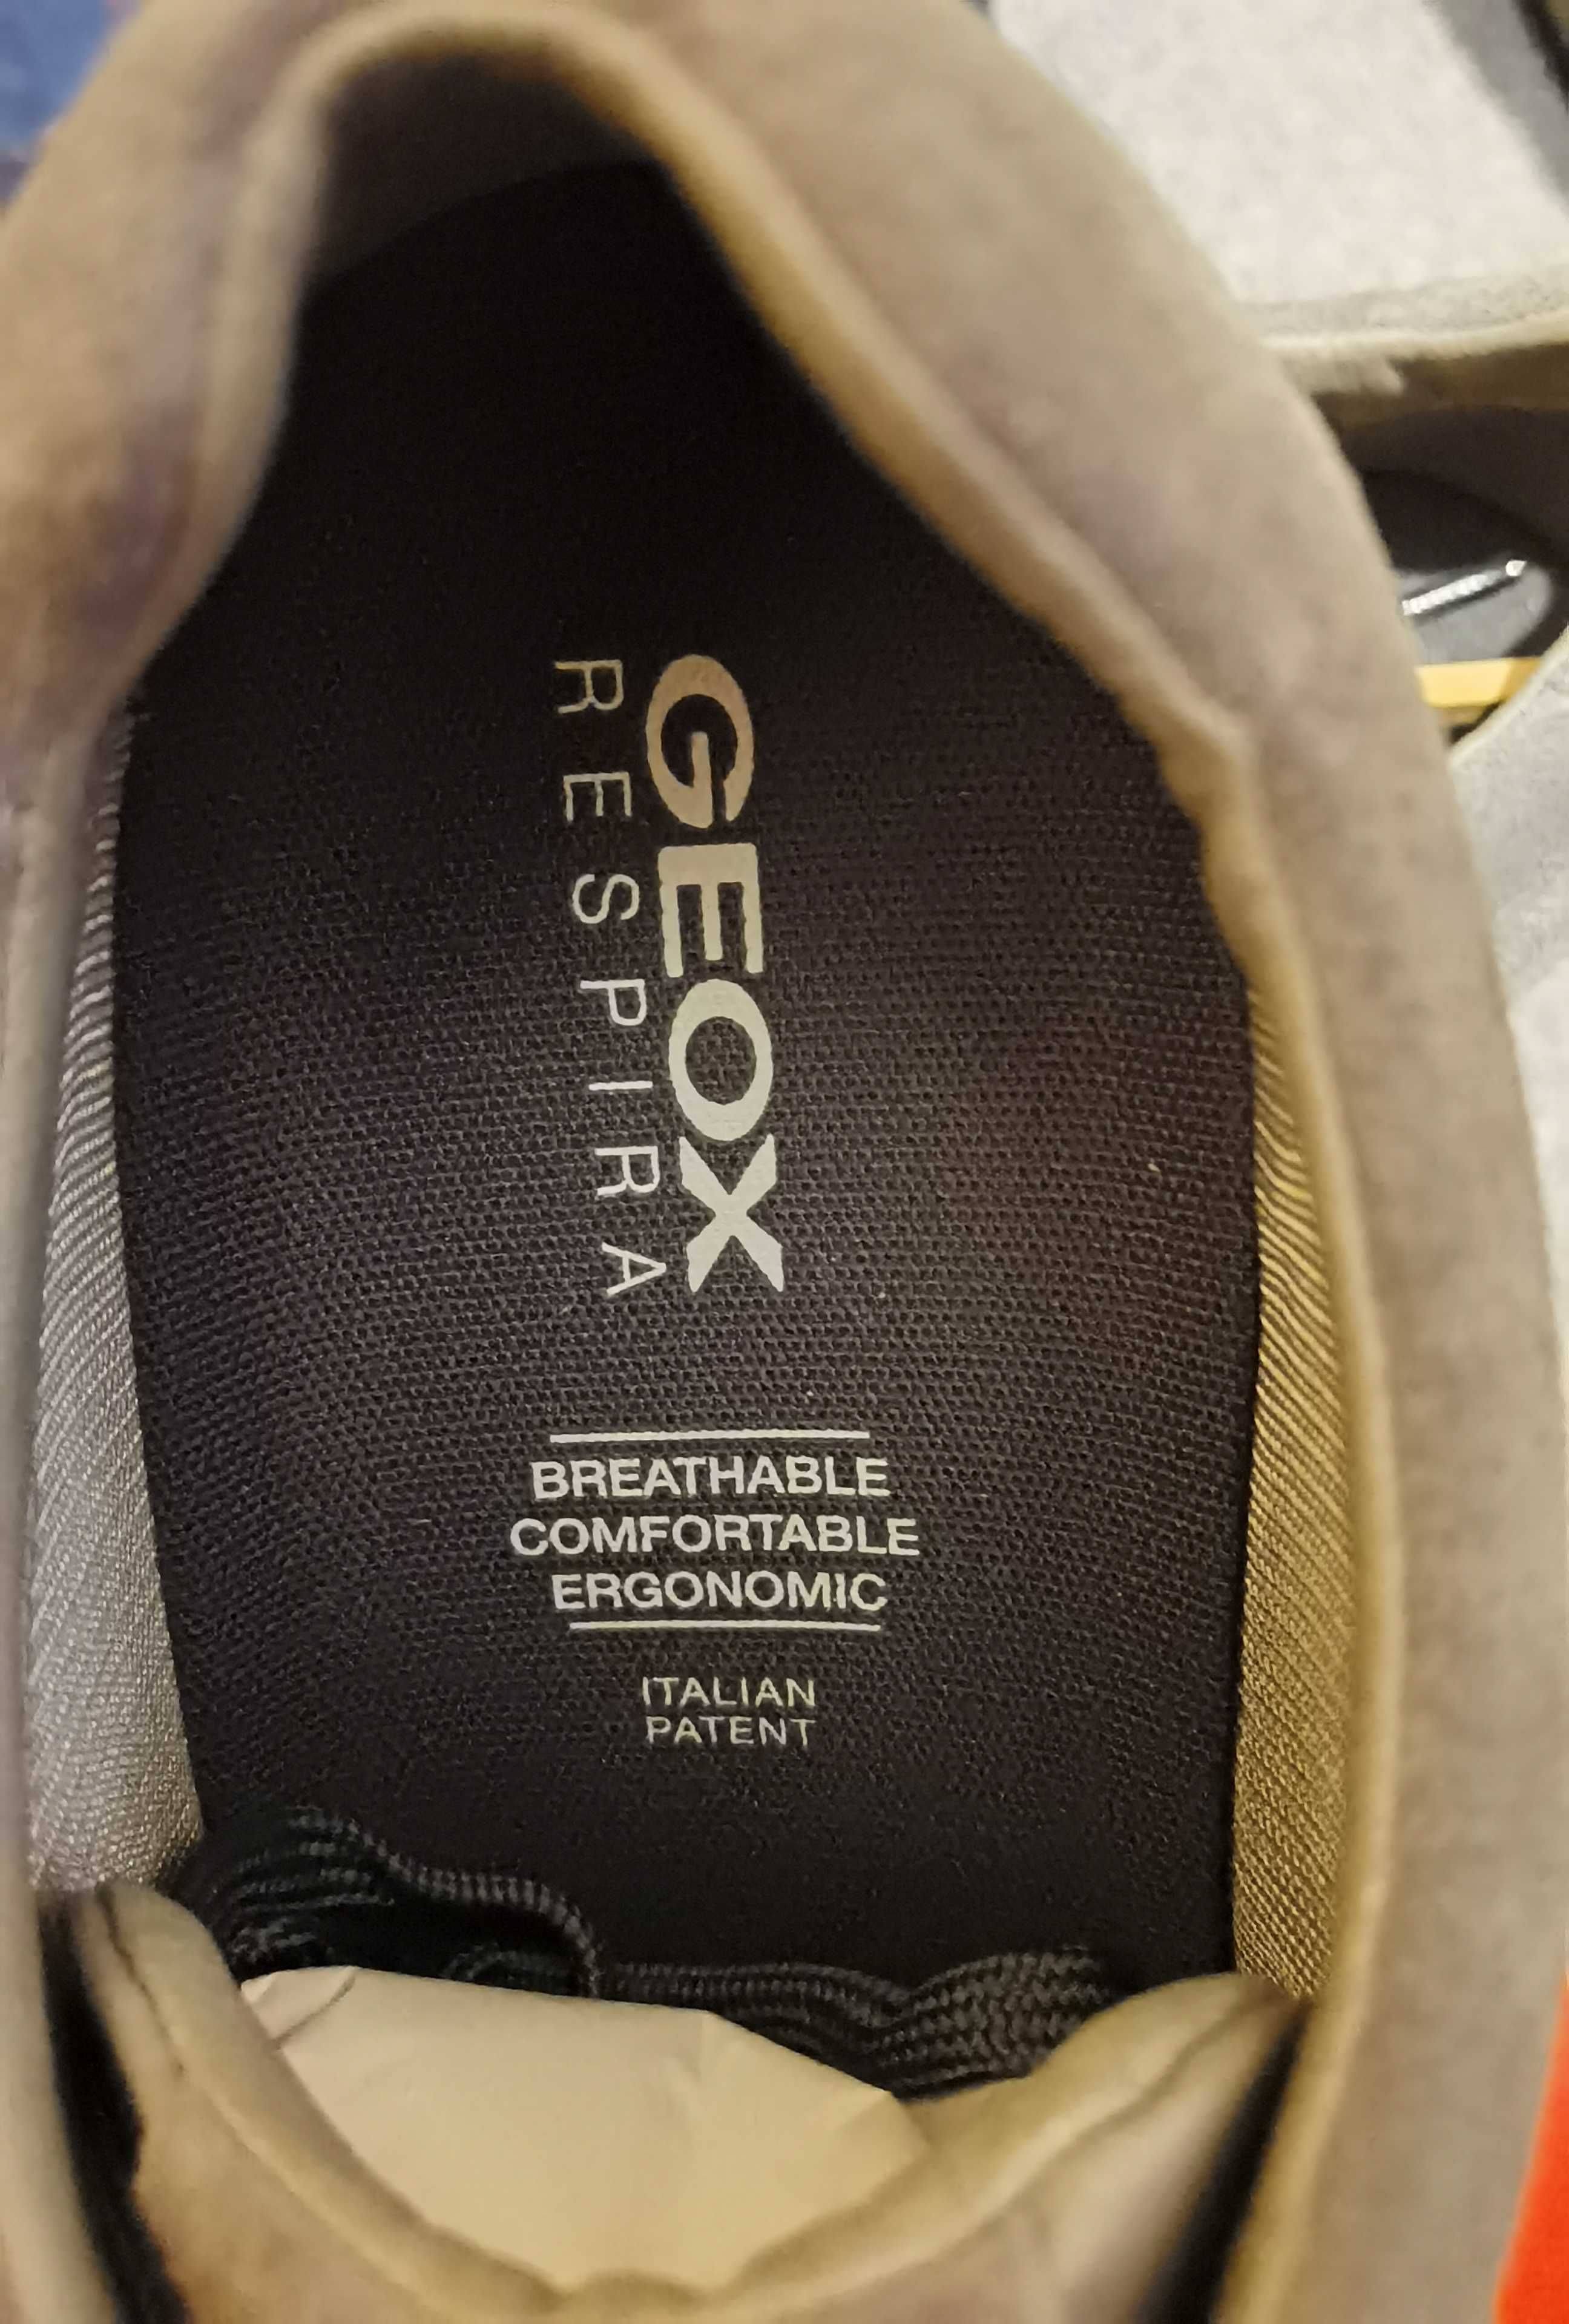 GEOX
RESPIRA
BREATHABLE
COMFORTABLE
ERGONOMIC
ITALIAN
PATENT